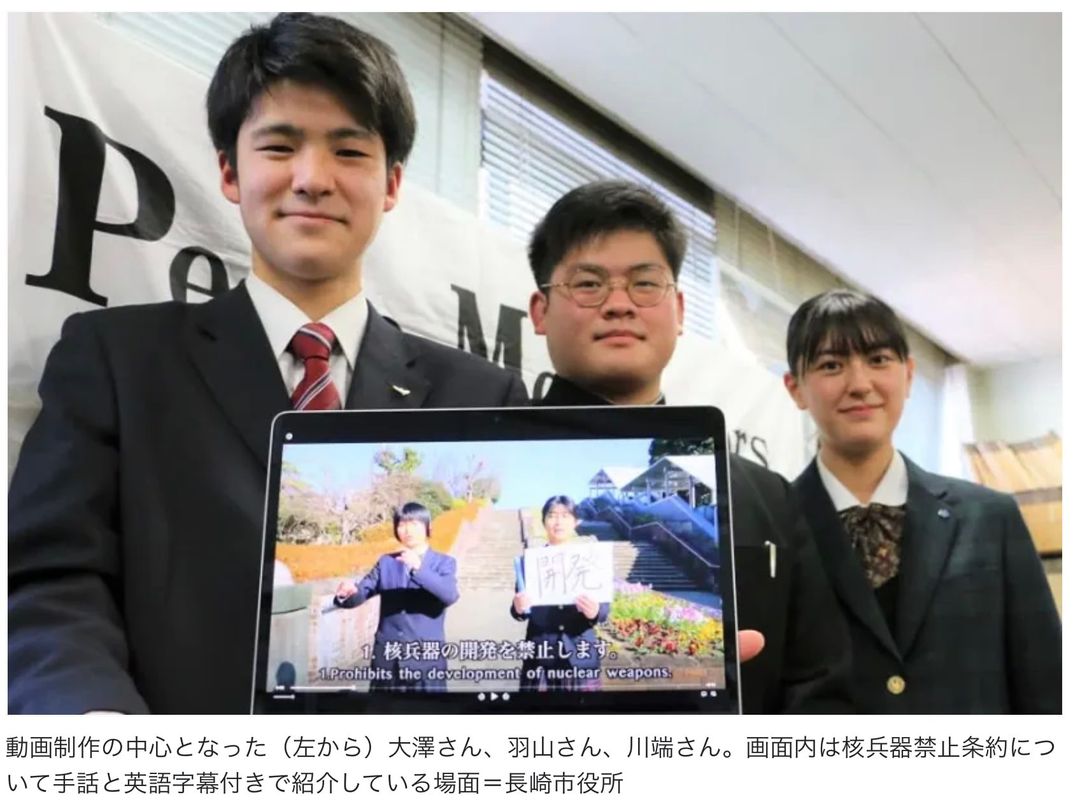 Pe
M
rs
開発
1. 核兵器の開発を禁止します。
1.Prohibits the development of nuclear weapons.
動画制作の中心となった（左から）大澤さん、羽山さん、川端さん。画面内は核兵器禁止条約につ
いて手話と英語字幕付きで紹介している場面＝長崎市役所